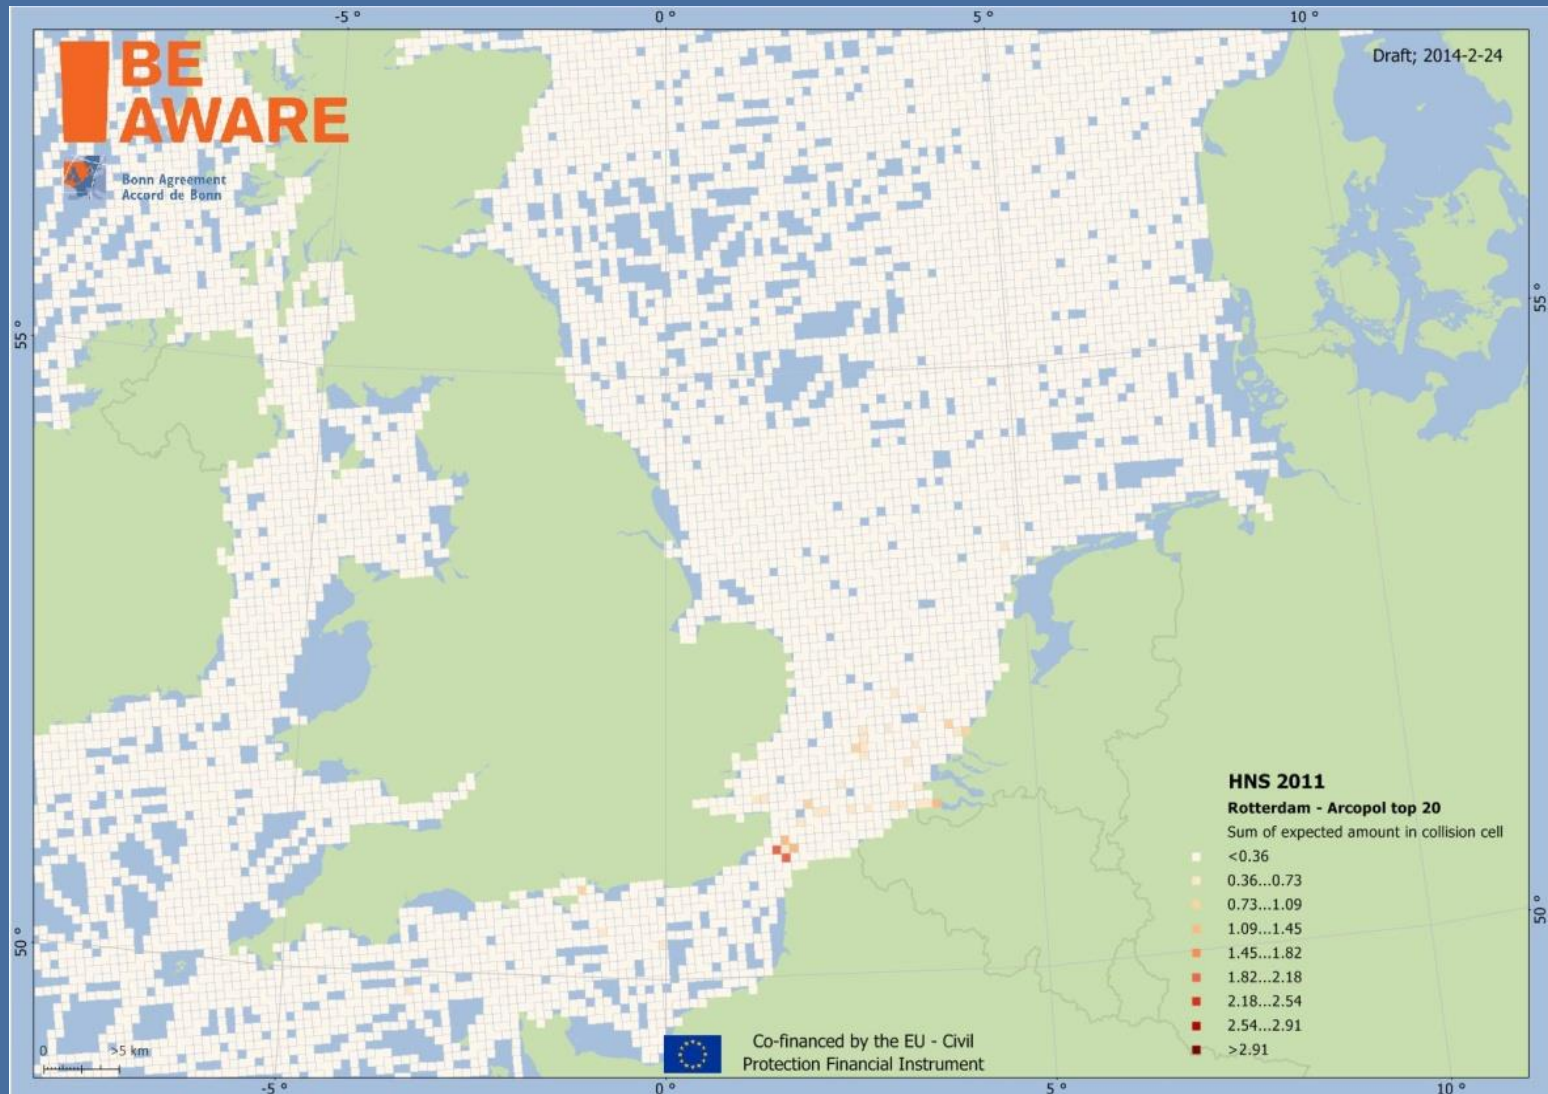 -5 °
0 °
5 °
10 °
BE
AWARE
Bonn Agreement
Accord de Bonn
Draft; 2014-2-24
55 °
55 °
HNS 2011
Rotterdam - Arcopol top 20
Sum of expected amount in collision cell
<0.36
0.36...0.73
0.73...1.09
1.09...1.45
1.45...1.82
1.82...2.18
2.18...2.54
2.54...2.91
>2.91
50 °
50 °
0 >5 km
Co-financed by the EU - Civil
Protection Financial Instrument
-5 °
0 °
5 °
10 °